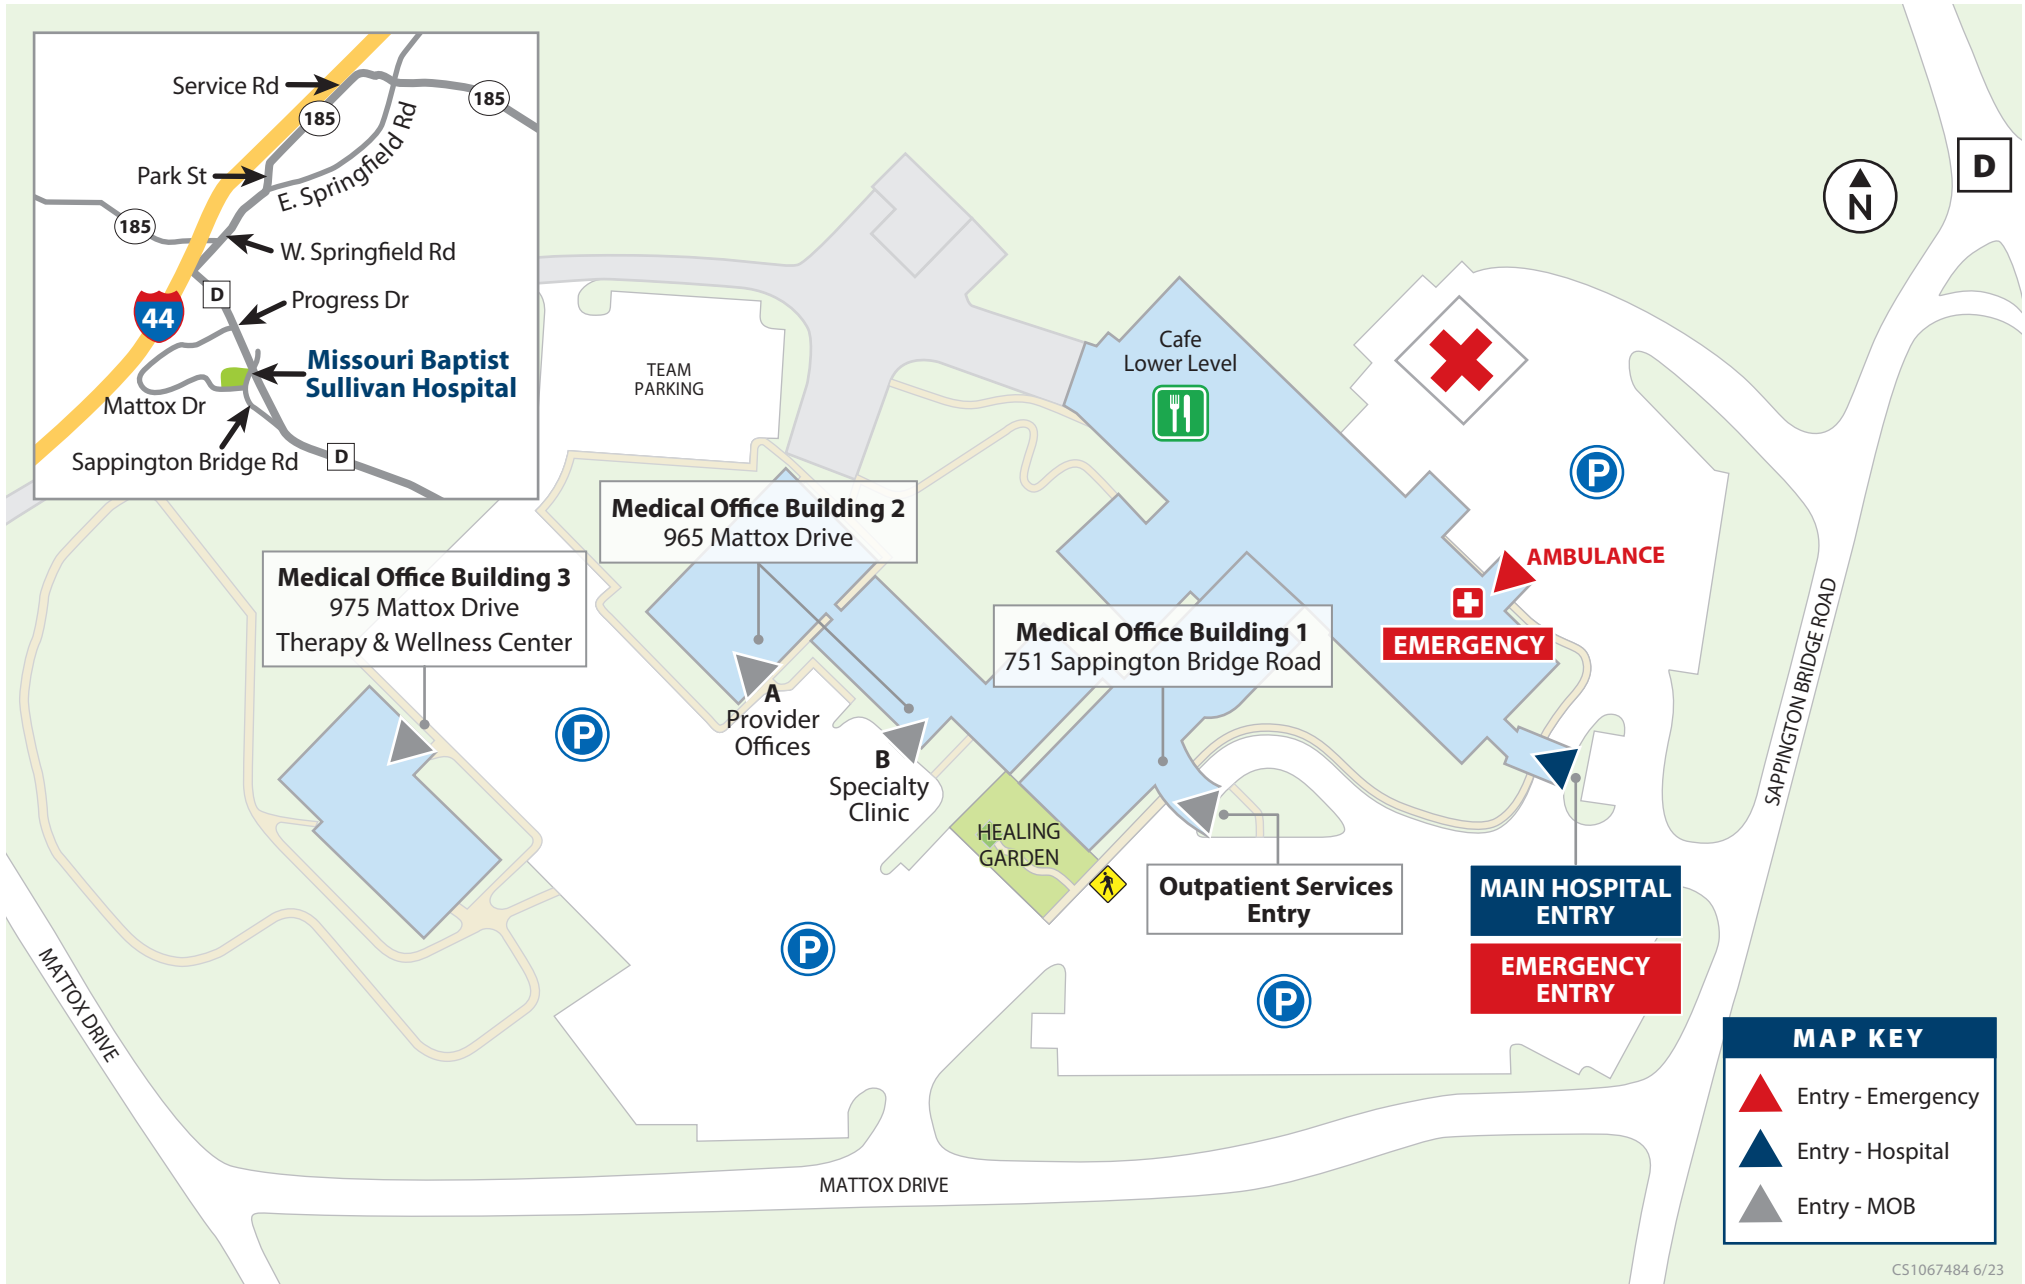 Service Rd
185
185
E. Springfield Rd
Park St
185
W. Springfield Rd
D
Progress Dr
44
Missouri Baptist
Sullivan Hospital
Mattox Dr
Sappington Bridge Rd
D
D
N
Cafe
Lower Level
TEAM
PARKING
P
Medical Office Building 2
965 Mattox Drive
AMBULANCE
Medical Office Building 3
975 Mattox Drive
Therapy & Wellness Center
Medical Office Building 1
751 Sappington Bridge Road
EMERGENCY
SAPPINGTON BRIDGE ROAD
A
Provider
Offices
P
B
Specialty
Clinic
HEALING
GARDEN
Outpatient Services
Entry
MAIN HOSPITAL
ENTRY
EMERGENCY
ENTRY
P
P
MATTOX DRIVE
MATTOX DRIVE
MAP KEY
Entry - Emergency
Entry - Hospital
Entry - MOB
CS1067484 6/23